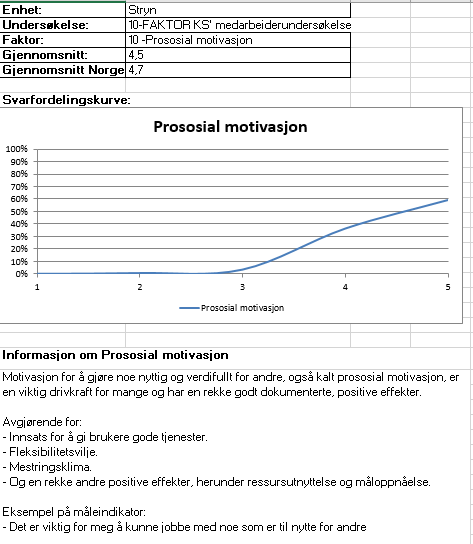 Enhet: Stryn
Undersøkelse: 10-FAKTOR KS' medarbeiderundersøkelse
Faktor: 10 -Prososial motivasjon
Gjennomsnitt: 4,5
Gjennomsnitt Norge 4,7
Svarfordelingskurve:
Prososial motivasjon
100%
90%
80%
70%
60%
50%
40%
30%
20%
10%
0%
1 2 3 4 5
Prososial motivasjon
Informasjon om Prososial motivasjon
Motivasjon for å gjøre noe nyttig og verdifullt for andre, også kalt prososial motivasjon, er
en viktig drivkraft for mange og har en rekke godt dokumenterte, positive effekter.
Avgjørende for:
- Innsats for å gi brukere gode tjenester.
- Fleksibilitetsvilje.
- Mestringsklima.
- Og en rekke andre positive effekter, herunder ressursutnyttelse og måloppnåelse.
Eksempel på måleindikator:
- Det er viktig for meg å kunne jobbe med noe som er til nytte for andre